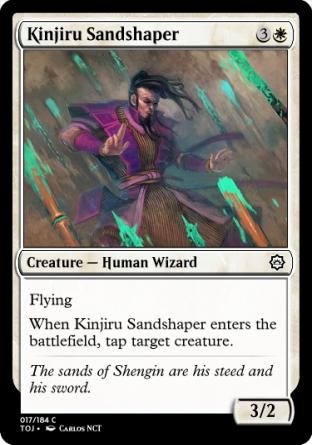 Kinjiru Sandshaper 3
Creature — Human Wizard
Flying
When Kinjiru Sandshaper enters the
battlefield, tap target creature.
The sands of Shengin are his steed and
his sword.
3/2
017/184 C
TOJ • Carlos NCT